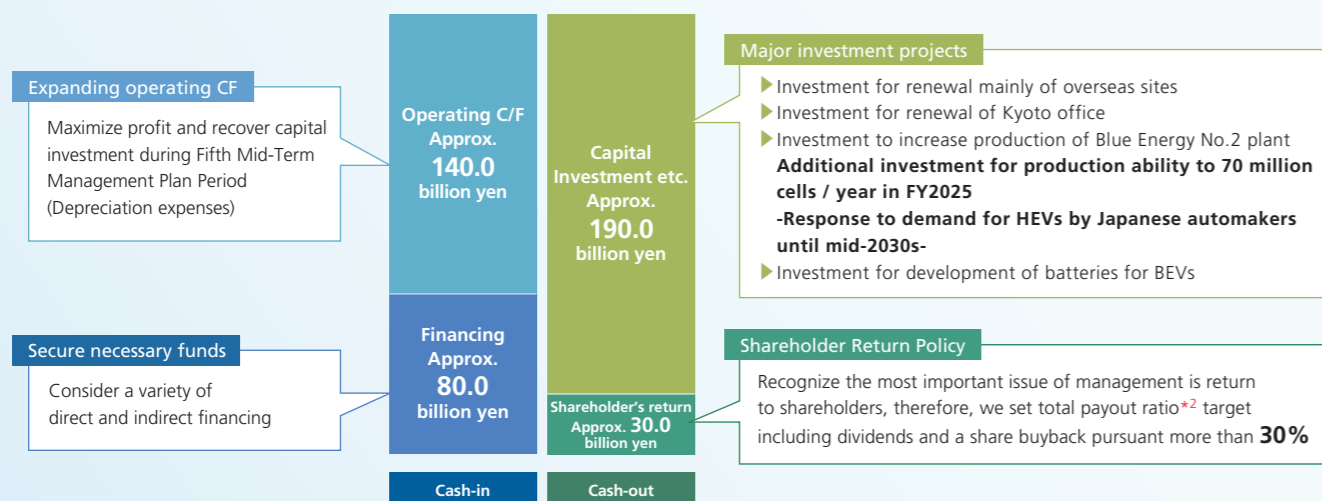 Expanding operating CF
Maximize profit and recover capital
investment during Fifth Mid-Term
Management Plan Period
(Depreciation expenses)
Secure necessary funds
Consider a variety of
direct and indirect financing
Operating C/F
Approx.
140.0
billion yen
Financing
Approx.
80.0
billion yen
Cash-in
Capital
Investment etc.
Approx.
190.0
billion yen
Shareholder's return
Approx. 30.0
billion yen
Cash-out
Major investment projects
▶Investment for renewal mainly of overseas sites
▶Investment for renewal of Kyoto office
▶Investment to increase production of Blue Energy No.2 plant
Additional investment for production ability to 70 million
cells / year in FY2025
-Response to demand for HEVs by Japanese automakers
until mid-2030s-
▶Investment for development of batteries for BEVs
Shareholder Return Policy
Recognize the most important issue of management is return
to shareholders, therefore, we set total payout ratio*2 target
including dividends and a share buyback pursuant more than 30%